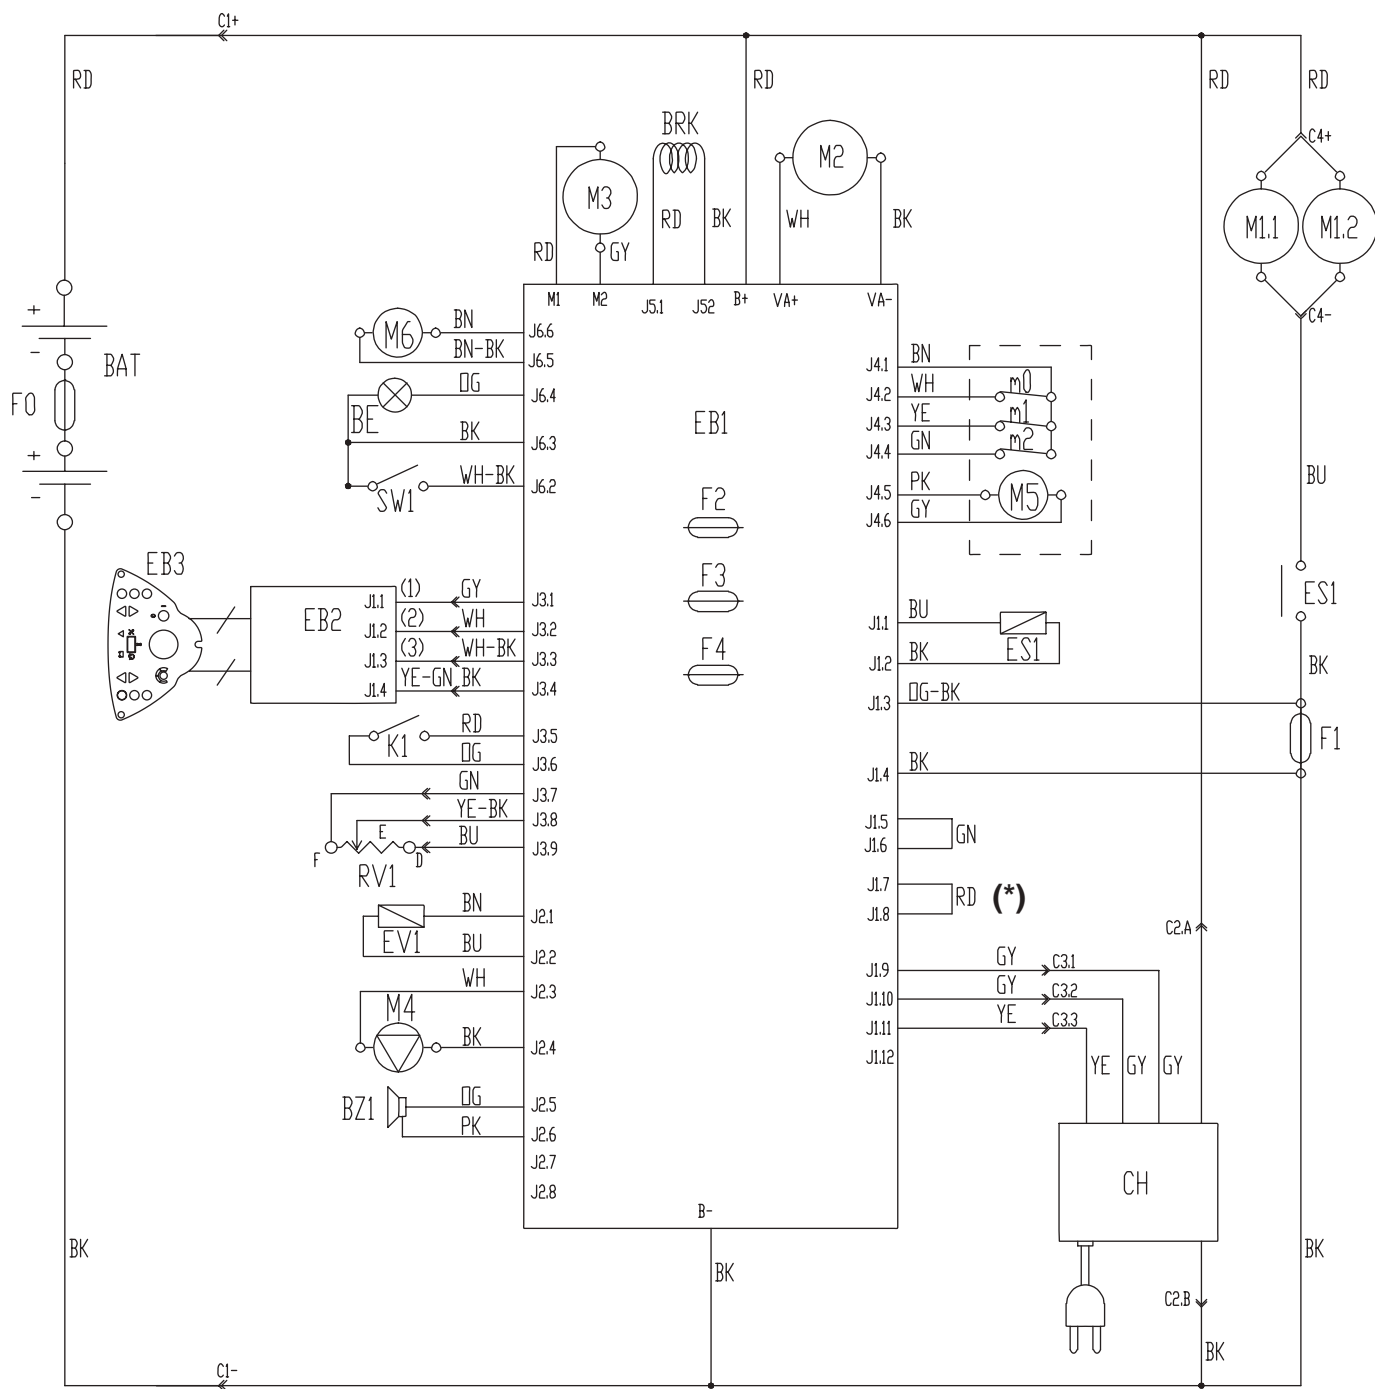 C1+
RD
RD
RD
RD
C4+
BRK
M2
M3
RD
BK
WH
BK
M1.1
M1.2
RD
GY
M1
M2
J5.1
J52
B+
VA+
VA-
C4-
+
-
BAT
F0
+
-
M6
BN
J6.6
BN-BK
J6.5
BE
OG
J6.4
BK
J6.3
SW1
WH-BK
J6.2
EB1
F2
F3
F4
J4.1
BN
J4.2
WH
m0
J4.3
YE
m1
J4.4
GN
m2
J4.5
PK
M5
J4.6
GY
BU
ES1
BK
EB3
EB2
J1.1
(1)
GY
J3.1
J1.2
(2)
WH
J3.2
J1.3
(3)
WH-BK
J3.3
J1.4
YE-GN
BK
J3.4
J1.1
BU
ES1
J1.2
BK
J1.3
OG-BK
F1
J1.4
BK
K1
RD
J3.5
OG
J3.6
GN
J3.7
YE-BK
J3.8
F
E
D
BU
J3.9
RV1
J1.5
J1.6
GN
J1.7
J1.8
RD
(*)
EV1
BN
J2.1
BU
J2.2
WH
J2.3
M4
BK
J2.4
C2.A
J1.9
GY
C3.1
J1.10
GY
C3.2
J1.11
YE
C3.3
J1.12
YE
GY
GY
BZ1
OG
J2.5
PK
J2.6
J2.7
J2.8
CH
B-
BK
BK
BK
C2.B
BK
C1-